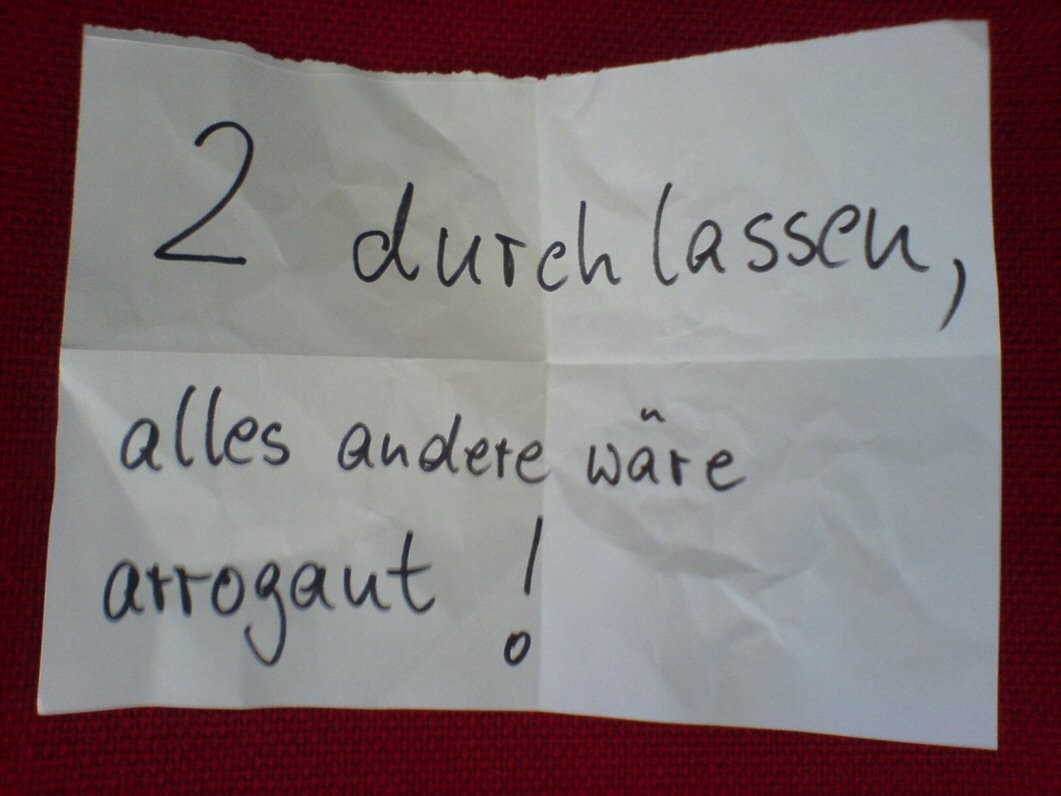 2 durchlassen,
alles andere wäre
arrogant!